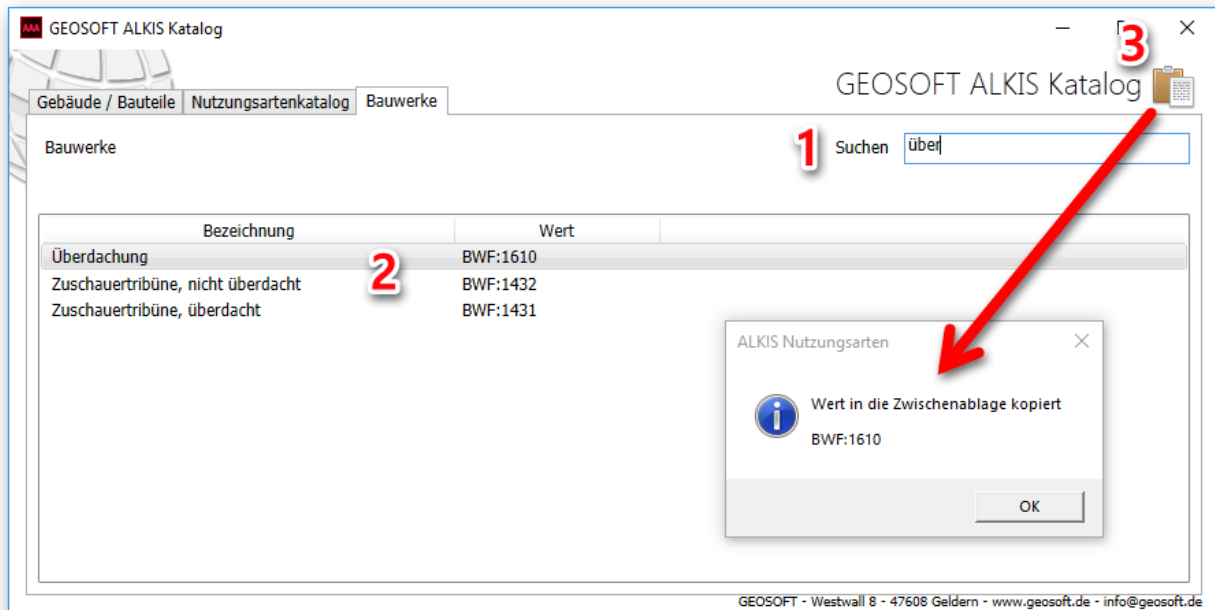 GEOSOFT ALKIS Katalog
3
GEOSOFT ALKIS Katalog
Gebäude / Bauteile Nutzungsartenkatalog Bauwerke
Bauwerke
1 Suchen über
Bezeichnung Wert
Überdachung BWF:1610
2
Zuschauertribüne, nicht überdacht BWF:1432
Zuschauertribüne, überdacht BWF:1431
ALKIS Nutzungsarten
Wert in die Zwischenablage kopiert
BWF:1610
OK
GEOSOFT - Westwall 8 - 47608 Geldern - www.geosoft.de - info@geosoft.de